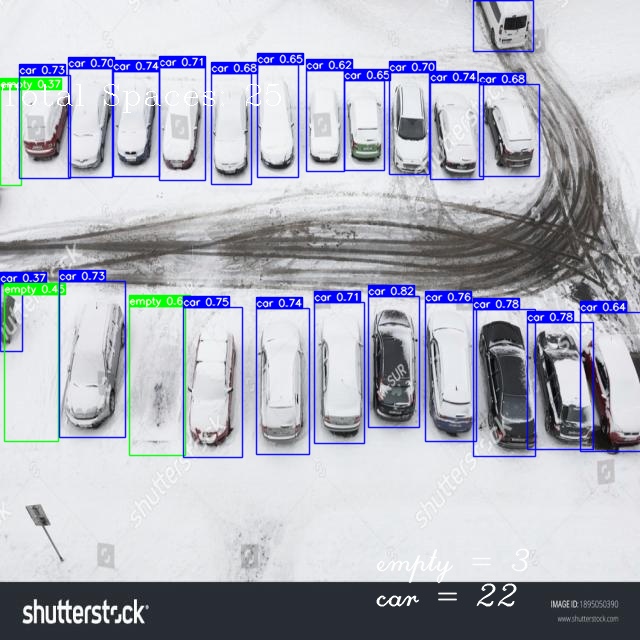 car 0.73
car 0.70
car 0.74
car 0.71
car 0.68
car 0.65
car 0.62
car 0.65
car 0.70
car 0.74
car 0.68
empty 0.37
Total Spaces: 25
car 0.37
empty 0.45
car 0.73
empty 0.6
car 0.75
car 0.74
car 0.71
car 0.82
car 0.76
car 0.78
car 0.78
car 0.64
shutterstock
shutterstock
empty = 3
car = 22
shutterstock
IMAGE ID: 1895050390
www.shutterstock.com